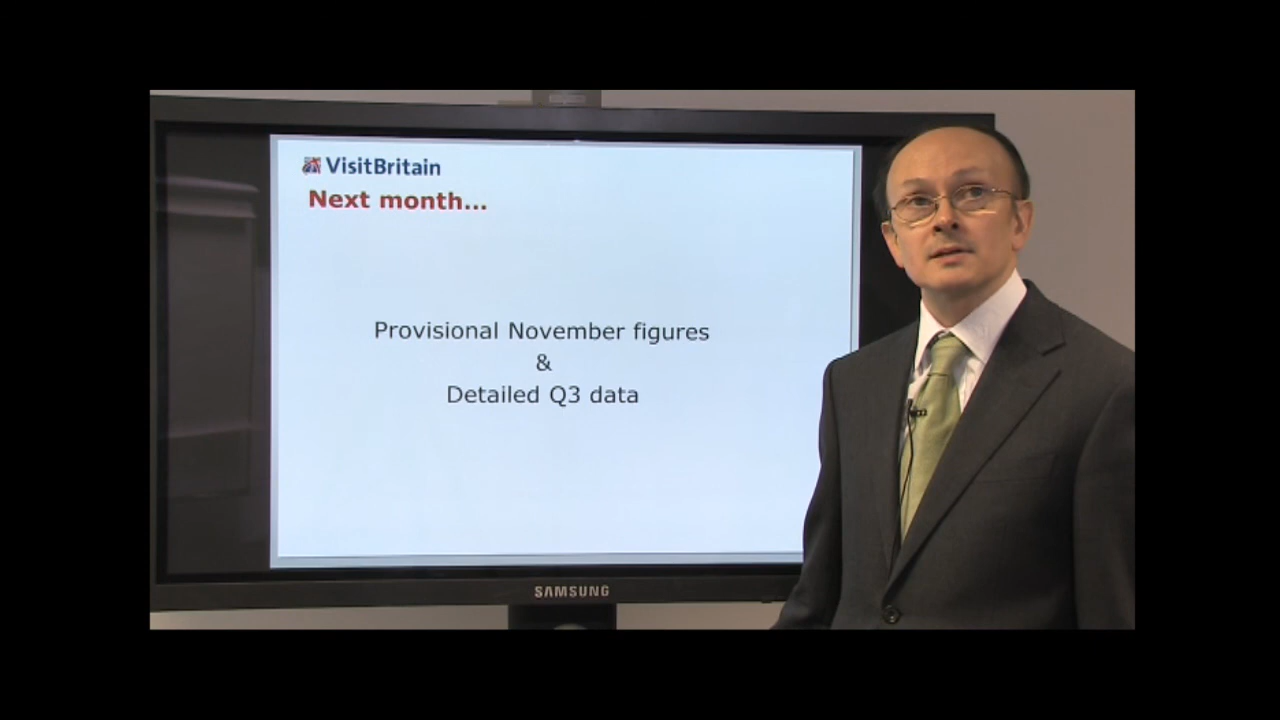 VisitBritain
Next month...
Provisional November figures
&
Detailed Q3 data
SAMSUNG